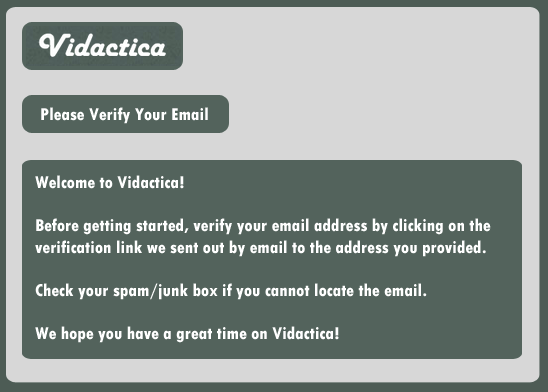 Vidactica
Please Verify Your Email
Welcome to Vidactica!
Before getting started, verify your email address by clicking on the
verification link we sent out by email to the address you provided.
Check your spam/junk box if you cannot locate the email.
We hope you have a great time on Vidactica!